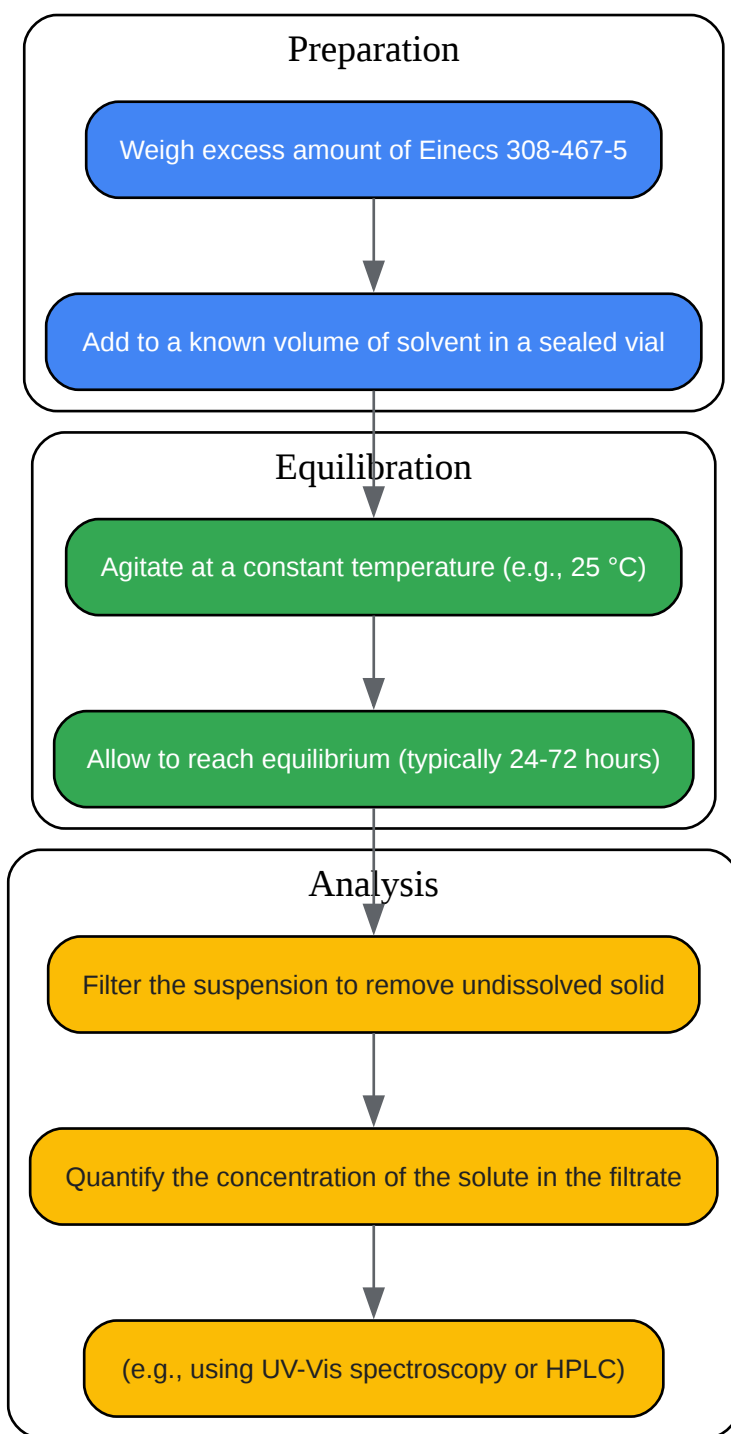 Preparation
Weigh excess amount of Einecs 308-467-5
Add to a known volume of solvent in a sealed vial
Equilibration
Agitate at a constant temperature (e.g., 25 °C)
Allow to reach equilibrium (typically 24-72 hours)
Analysis
Filter the suspension to remove undissolved solid
Quantify the concentration of the solute in the filtrate
(e.g., using UV-Vis spectroscopy or HPLC)